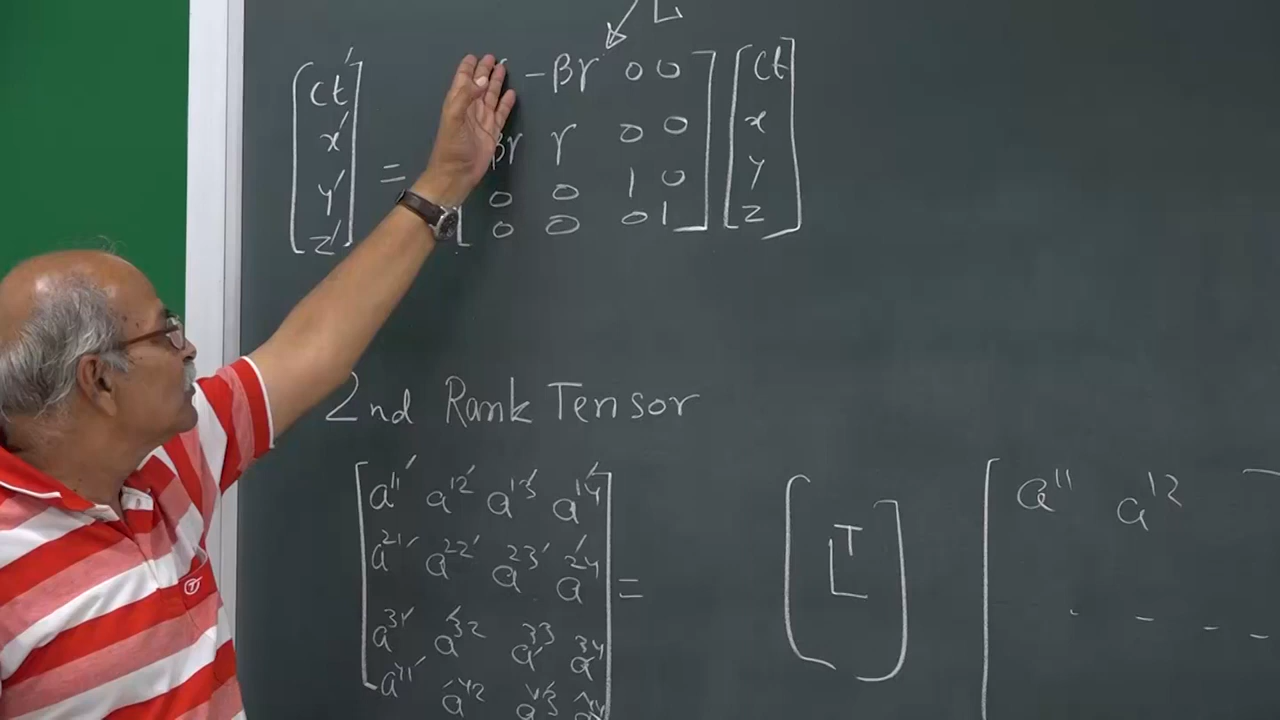 L
[ct′] = [ -βγ 0 0] [ct]
[x′] [βγ γ 0 0] [x]
[y′] [0 0 1 0] [y]
[z′] [0 0 0 1] [z]
2nd Rank Tensor
[a¹¹′ a¹²′ a¹³′ a¹⁴′] = [Lᵀ] [a¹¹ a¹²
[a²¹′ a²²′ a²³′ a²⁴′]
[a³¹′ a³²′ a³³′ a³⁴′] . - - -
[a⁴¹′ a⁴²′ a⁴³′ a⁴⁴′]